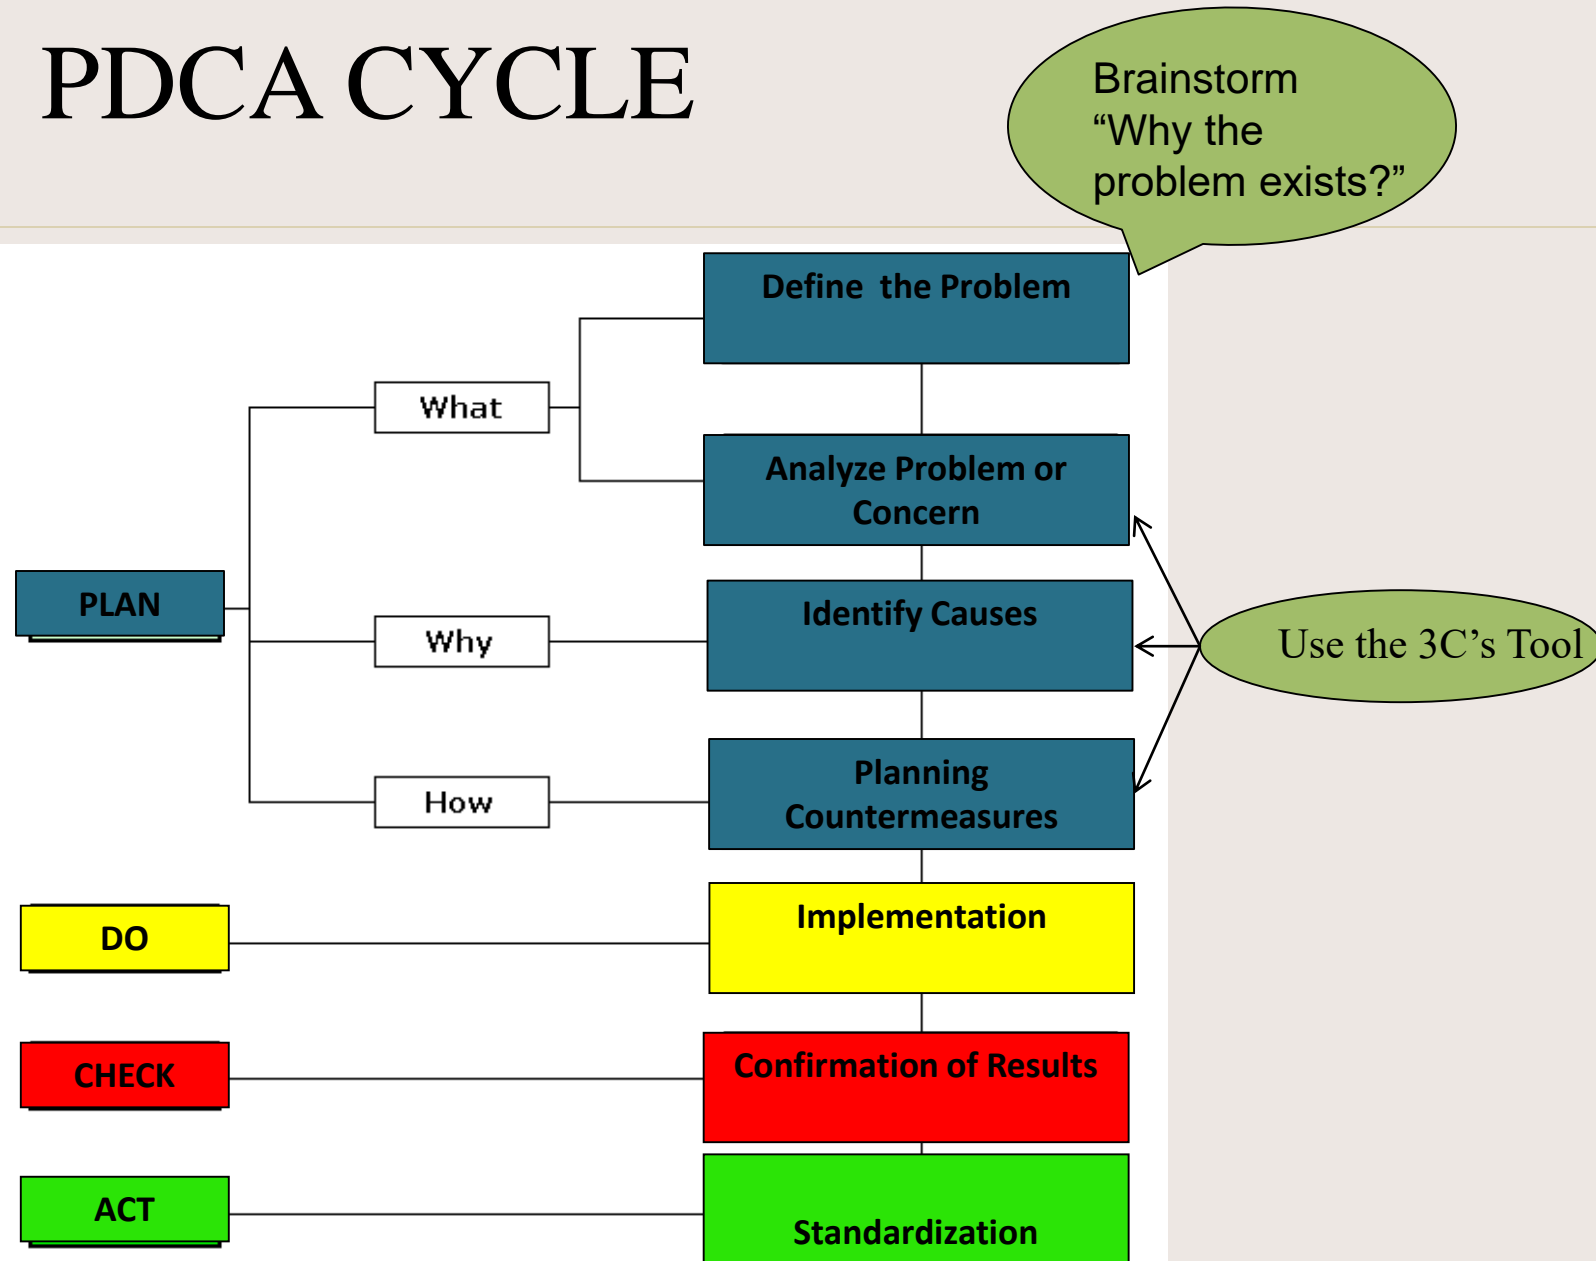 PDCA CYCLE
Brainstorm
“Why the
problem exists?”
Define the Problem
What
Analyze Problem or
Concern
PLAN
Why
Identify Causes
Use the 3C’s Tool
How
Planning
Countermeasures
DO
Implementation
CHECK
Confirmation of Results
ACT
Standardization